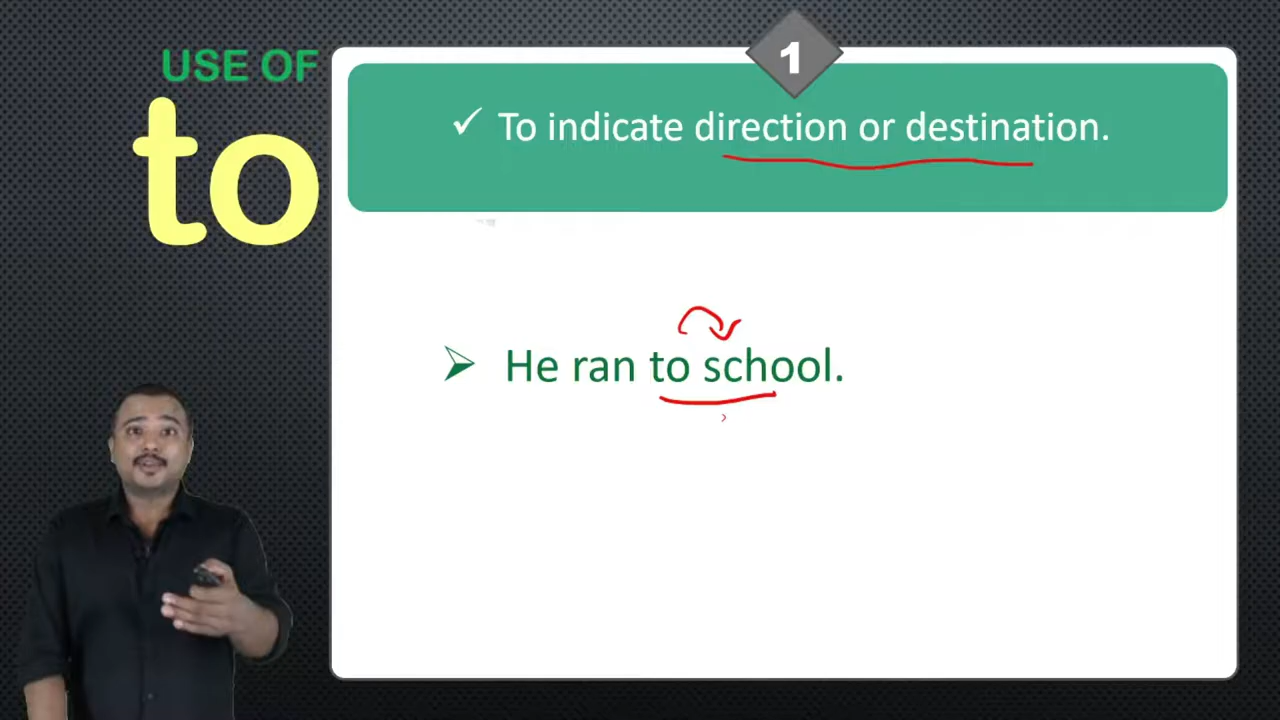 USE OF
to
1
✓ To indicate direction or destination.
➢ He ran to school.